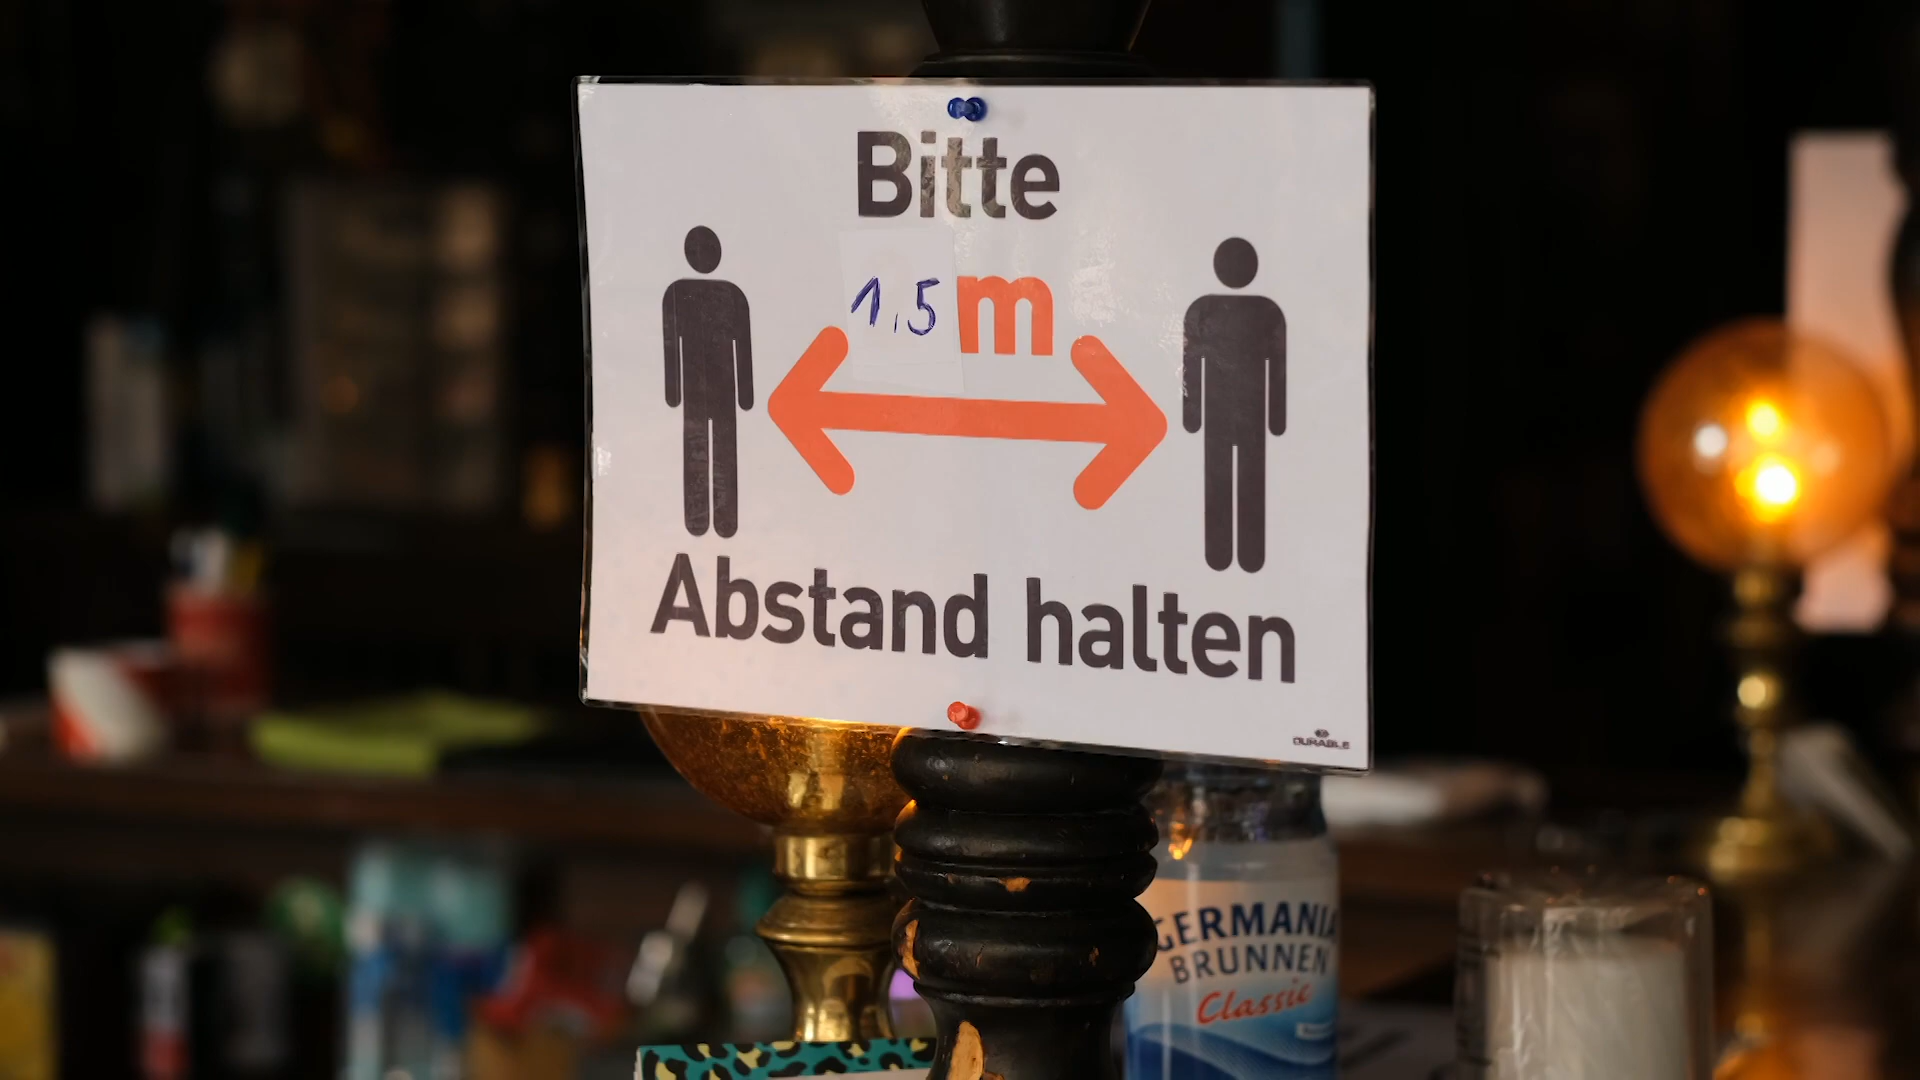 Bitte
1,5 m
Abstand halten
DURABLE
GERMANIA
BRUNNEN
Classic